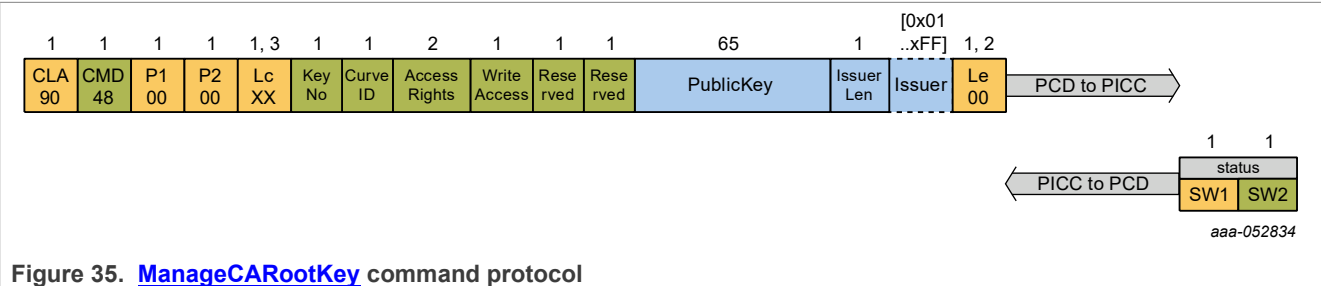 [0x01
1 1 1 1 1, 3 1 1 2 1 1 1 65 1 ..xFF] 1, 2
CLA CMD P1 P2 Lc Key Curve Access Write Rese Rese PublicKey Issuer Issuer Le PCD to PICC
90 48 00 00 XX No ID Rights Access rved rved Len 00
1 1
status
PICC to PCD SW1 SW2
aaa-052834
Figure 35. ManageCARootKey command protocol